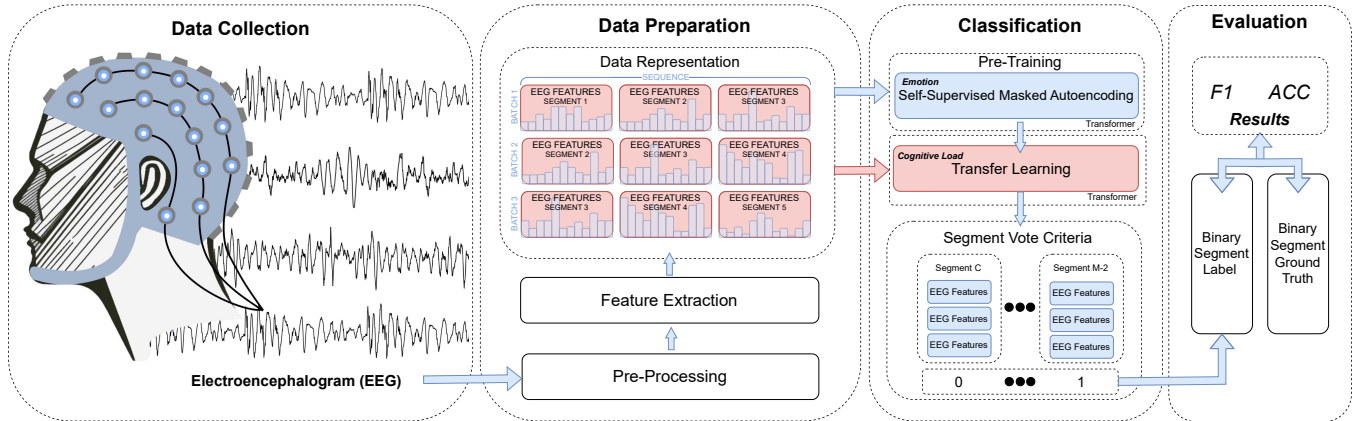 Data Collection
Electroencephalogram (EEG)
Data Preparation
Data Representation
SEQUENCE
BATCH 1
EEG FEATURES
SEGMENT 1
EEG FEATURES
SEGMENT 2
EEG FEATURES
SEGMENT 3
BATCH 2
EEG FEATURES
SEGMENT 2
EEG FEATURES
SEGMENT 3
EEG FEATURES
SEGMENT 4
BATCH 3
EEG FEATURES
SEGMENT 3
EEG FEATURES
SEGMENT 4
EEG FEATURES
SEGMENT 5
Feature Extraction
Pre-Processing
Classification
Pre-Training
Emotion
Self-Supervised Masked Autoencoding
Transformer
Cognitive Load
Transfer Learning
Transformer
Segment Vote Criteria
Segment C
EEG Features
EEG Features
EEG Features
Segment M-2
EEG Features
EEG Features
EEG Features
0 1
Evaluation
F1 ACC
Results
Binary
Segment
Label
Binary
Segment
Ground
Truth